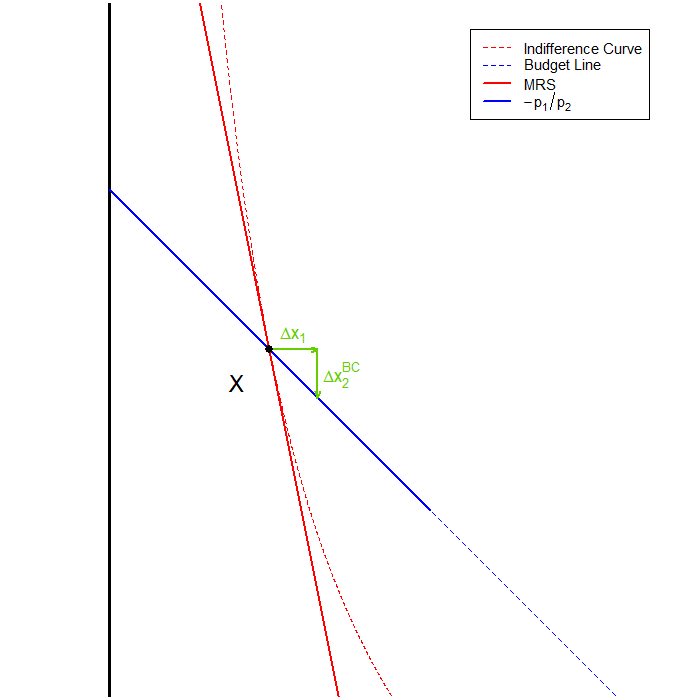 Indifference Curve
Budget Line
MRS
−p₁/p₂
Δx₁
Δx₂ᴮꟲ
X